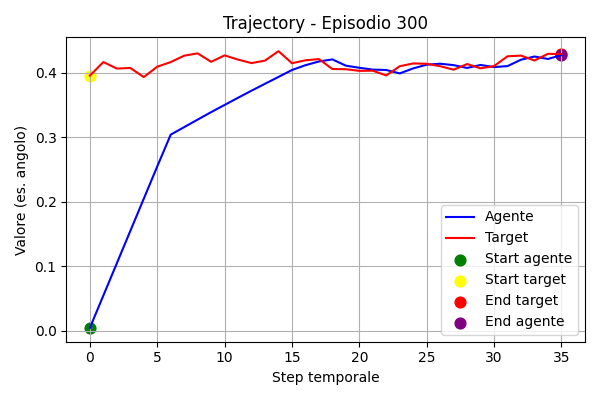 Trajectory - Episodio 300
Valore (es. angolo)
0.4
0.3
0.2
0.1
0.0
Agente
Target
Start agente
Start target
End target
End agente
0 5 10 15 20 25 30 35
Step temporale